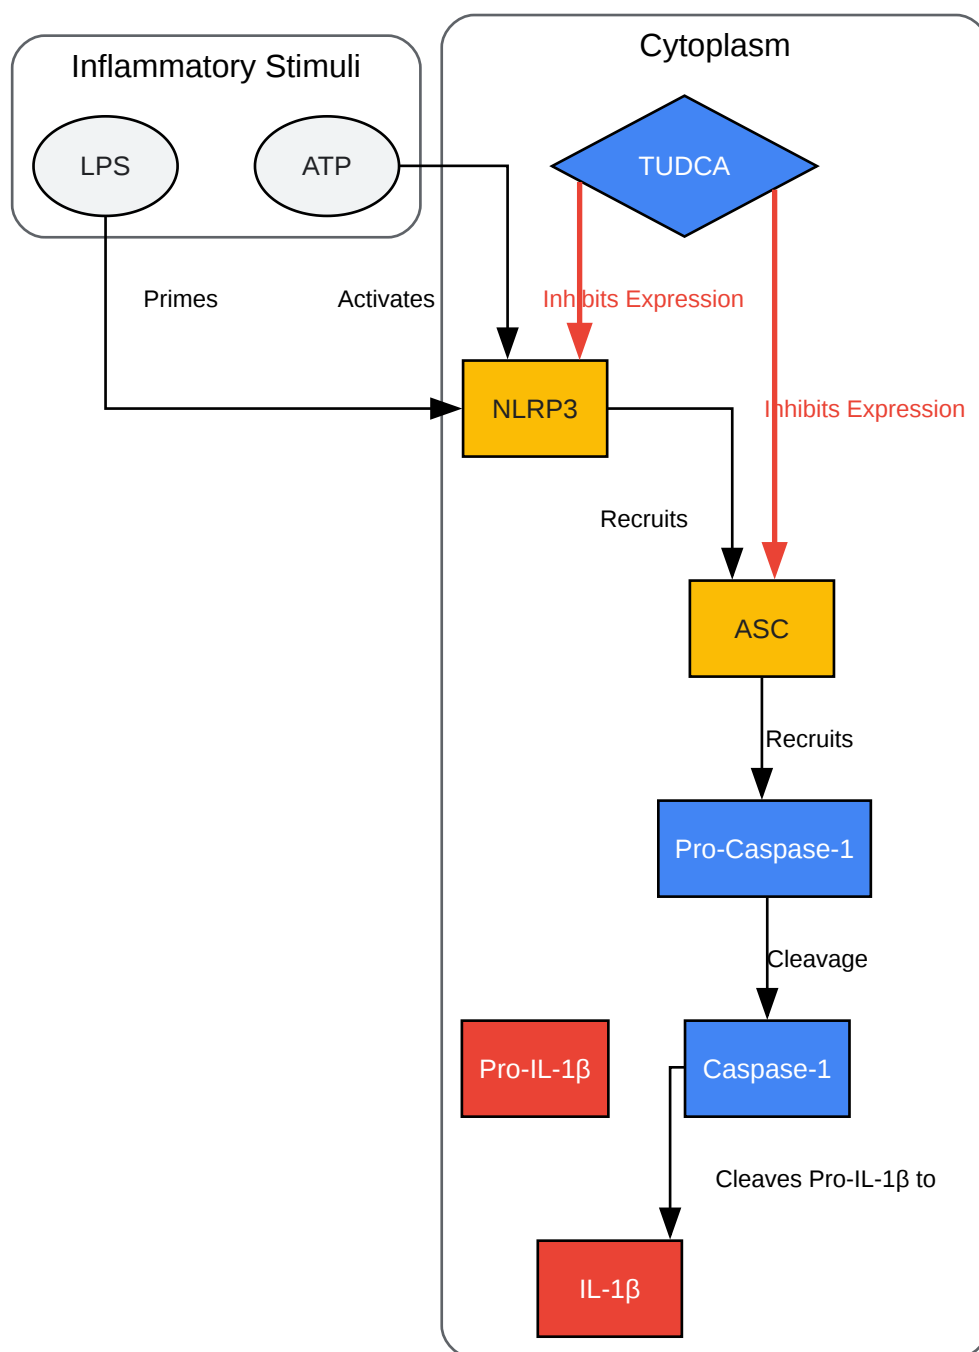 Inflammatory Stimuli
Cytoplasm
LPS
ATP
TUDCA
Primes
Activates
Inhibits Expression
NLRP3
Inhibits Expression
Recruits
ASC
Recruits
Pro-Caspase-1
Cleavage
Pro-IL-1β
Caspase-1
Cleaves Pro-IL-1β to
IL-1β